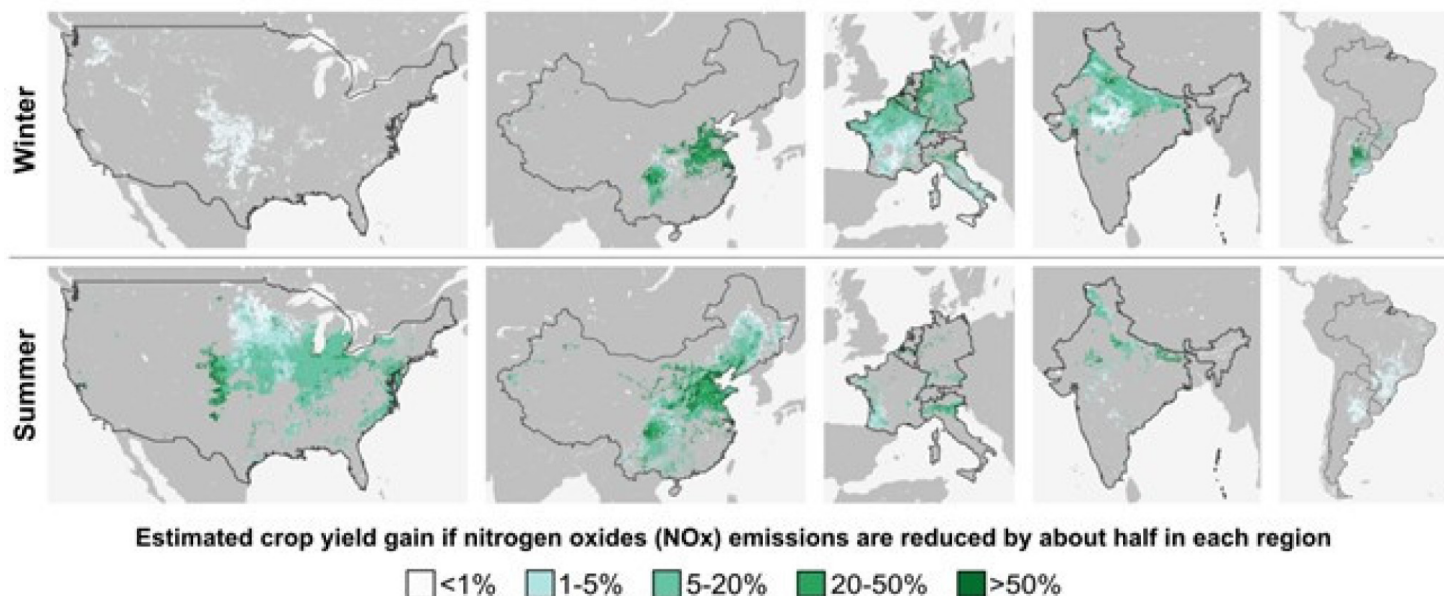 Winter
Summer
Estimated crop yield gain if nitrogen oxides (NOx) emissions are reduced by about half in each region
<1% 1-5% 5-20% 20-50% >50%